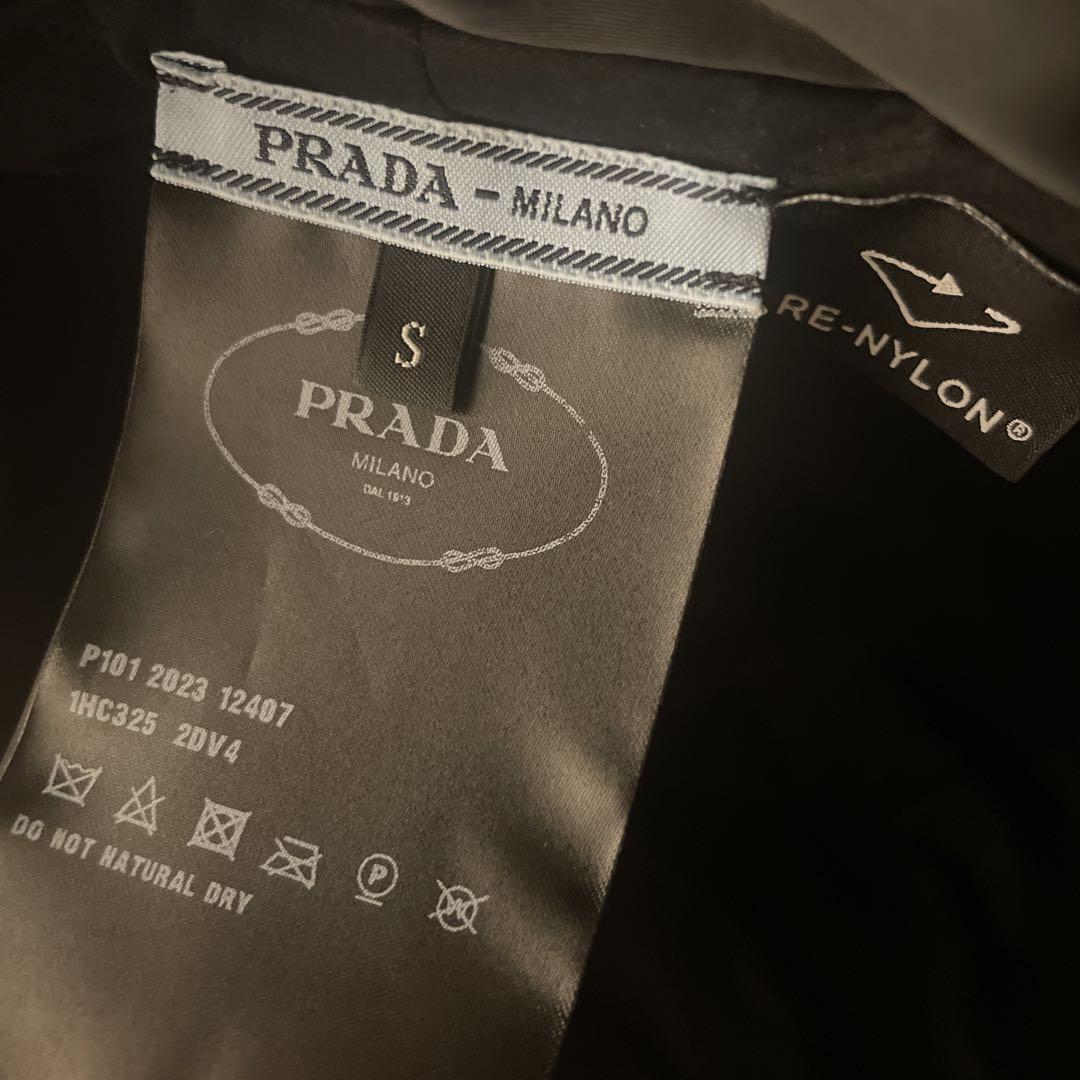 PRADA - MILANO
RE-NYLON®
S
PRADA
MILANO
DAL 1913
P101 2023 12407
1HC325 2DV4
P
W
DO NOT NATURAL DRY